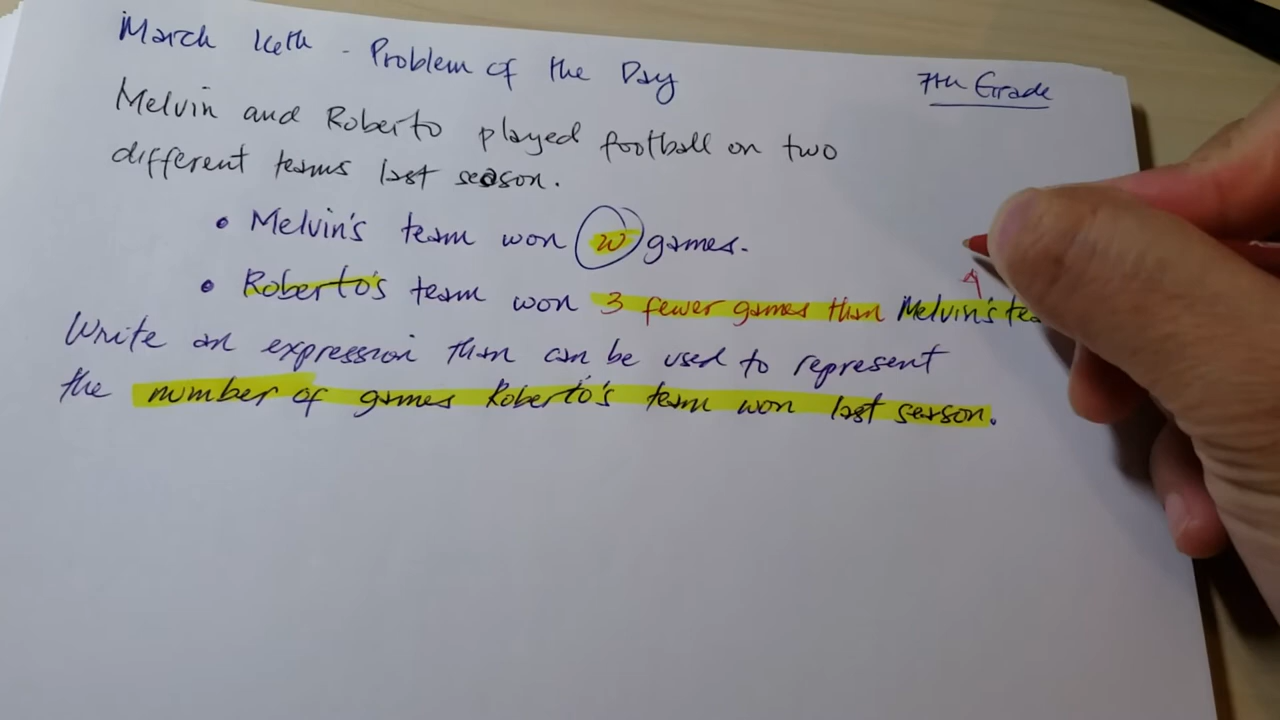 March 16th - Problem of the Day
7th Grade
Melvin and Roberto played football on two
different teams last season.
• Melvin's team won w games.
• Roberto's team won 3 fewer games than Melvin's
Write an expression than can be used to represent
the number of games Roberto's team won last season.